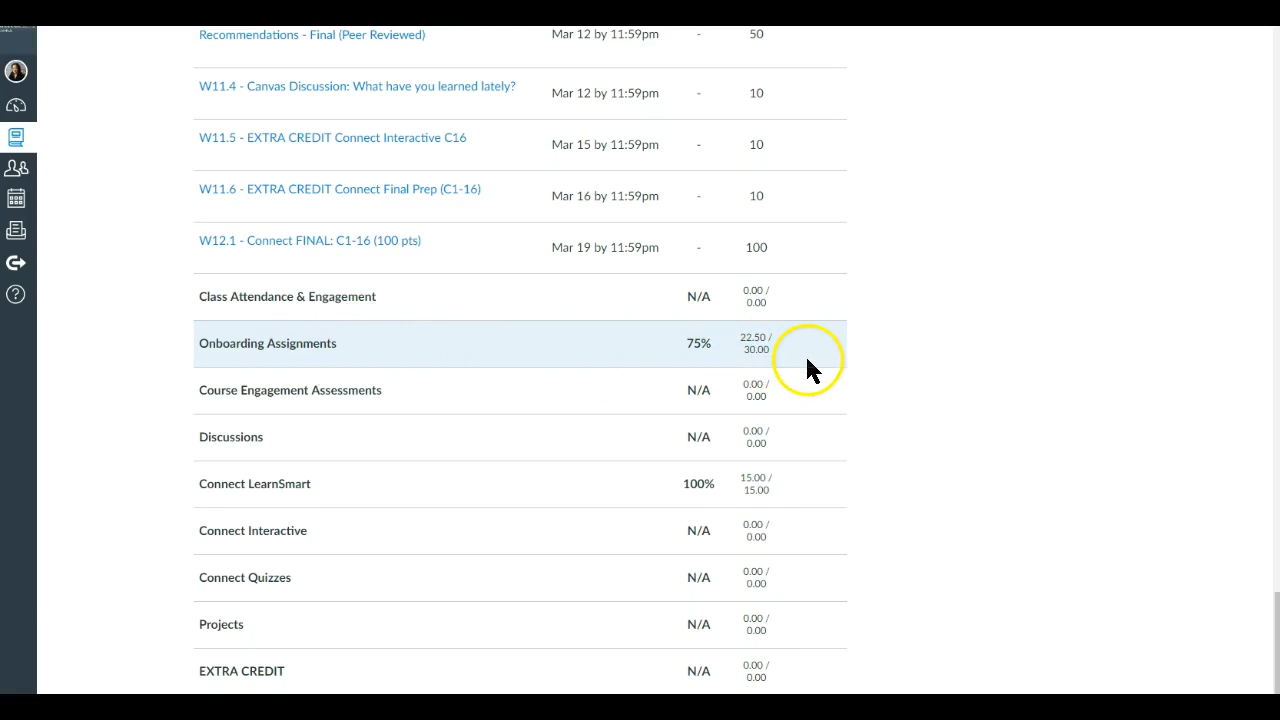 Recommendations - Final (Peer Reviewed) Mar 12 by 11:59pm - 50
W11.4 - Canvas Discussion: What have you learned lately? Mar 12 by 11:59pm - 10
W11.5 - EXTRA CREDIT Connect Interactive C16 Mar 15 by 11:59pm - 10
W11.6 - EXTRA CREDIT Connect Final Prep (C1-16) Mar 16 by 11:59pm - 10
W12.1 - Connect FINAL: C1-16 (100 pts) Mar 19 by 11:59pm - 100
Class Attendance & Engagement N/A 0.00 /
0.00
Onboarding Assignments 75% 22.50 /
30.00
Course Engagement Assessments N/A 0.00 /
0.00
Discussions N/A 0.00 /
0.00
Connect LearnSmart 100% 15.00 /
15.00
Connect Interactive N/A 0.00 /
0.00
Connect Quizzes N/A 0.00 /
0.00
Projects N/A 0.00 /
0.00
EXTRA CREDIT N/A 0.00 /
0.00